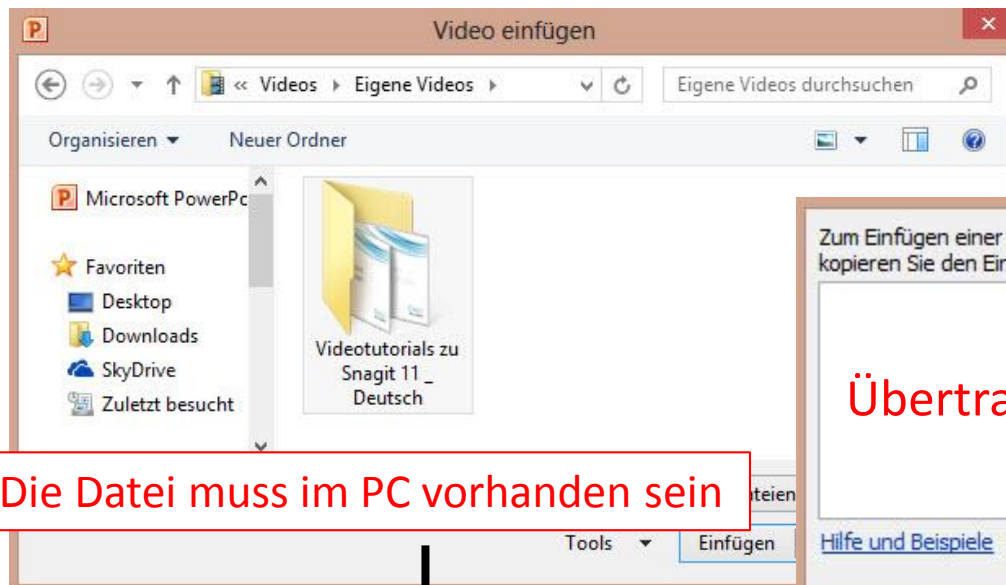 Video einfügen
« Videos Eigene Videos
Eigene Videos durchsuchen
Organisieren Neuer Ordner
Microsoft PowerPo
Favoriten
Desktop
Downloads
SkyDrive
Zuletzt besucht
Videotutorials zu
Snagit 11 _
Deutsch
Zum Einfügen einer
kopieren Sie den Ein
Übertra
Die Datei muss im PC vorhanden sein
ateien
Tools Einfügen
Hilfe und Beispiele